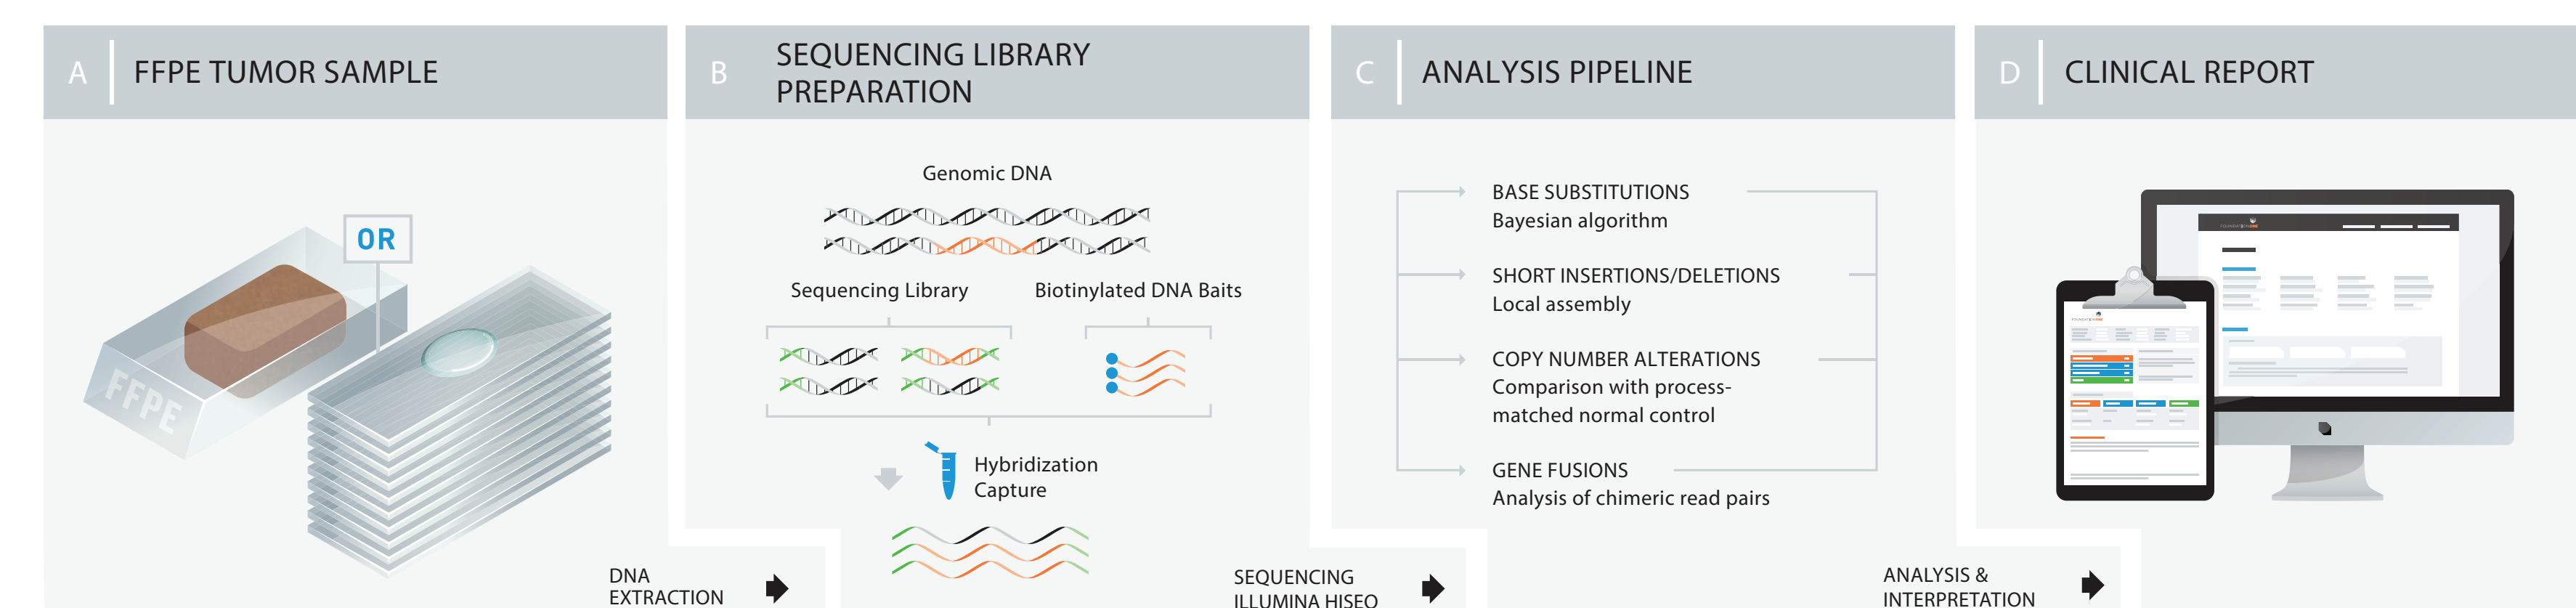 A
FFPE TUMOR SAMPLE
OR
FFPE
DNA
EXTRACTION
B
SEQUENCING LIBRARY
PREPARATION
Genomic DNA
Sequencing Library
Biotinylated DNA Baits
Hybridization
Capture
SEQUENCING
ILLUMINA HISEQ
C
ANALYSIS PIPELINE
BASE SUBSTITUTIONS
Bayesian algorithm
SHORT INSERTIONS/DELETIONS
Local assembly
COPY NUMBER ALTERATIONS
Comparison with process-
matched normal control
GENE FUSIONS
Analysis of chimeric read pairs
ANALYSIS &
INTERPRETATION
D
CLINICAL REPORT